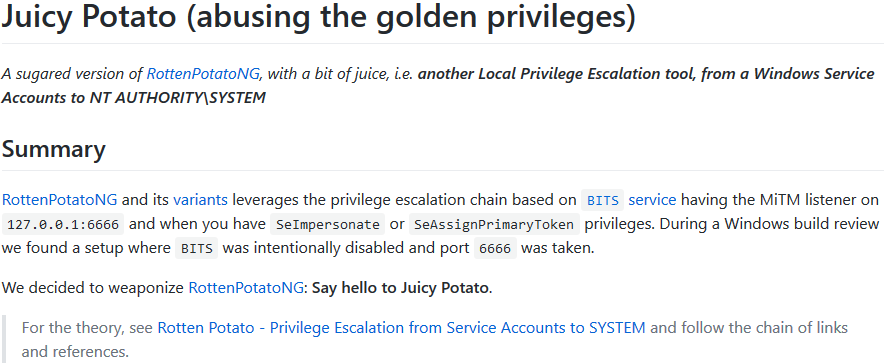 Juicy Potato (abusing the golden privileges)
A sugared version of RottenPotatoNG, with a bit of juice, i.e. another Local Privilege Escalation tool, from a Windows Service
Accounts to NT AUTHORITY\SYSTEM
Summary
RottenPotatoNG and its variants leverages the privilege escalation chain based on BITS service having the MiTM listener on
127.0.0.1:6666 and when you have SeImpersonate or SeAssignPrimaryToken privileges. During a Windows build review
we found a setup where BITS was intentionally disabled and port 6666 was taken.
We decided to weaponize RottenPotatoNG: Say hello to Juicy Potato.
For the theory, see Rotten Potato - Privilege Escalation from Service Accounts to SYSTEM and follow the chain of links
and references.